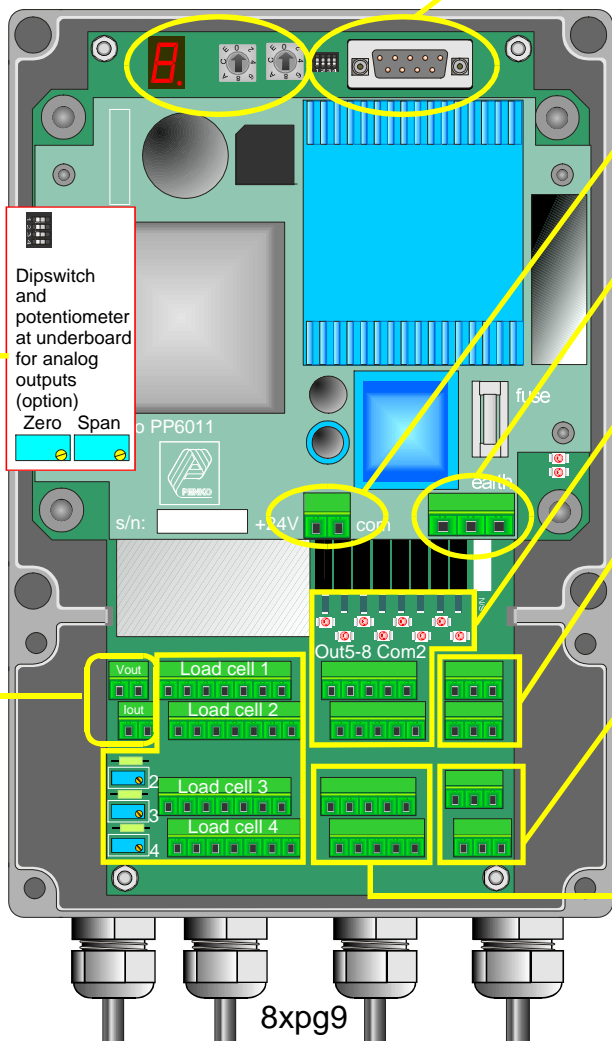 Dipswitch
and
potentiometer
at underboard
for analog
outputs
(option)
Zero Span
fuse
o PP6011
PENKO
earth
s/n: +24V com
Out5-8 Com2
Vout Load cell 1
Iout Load cell 2
2 Load cell 3
3
Load cell 4
4
8xpg9